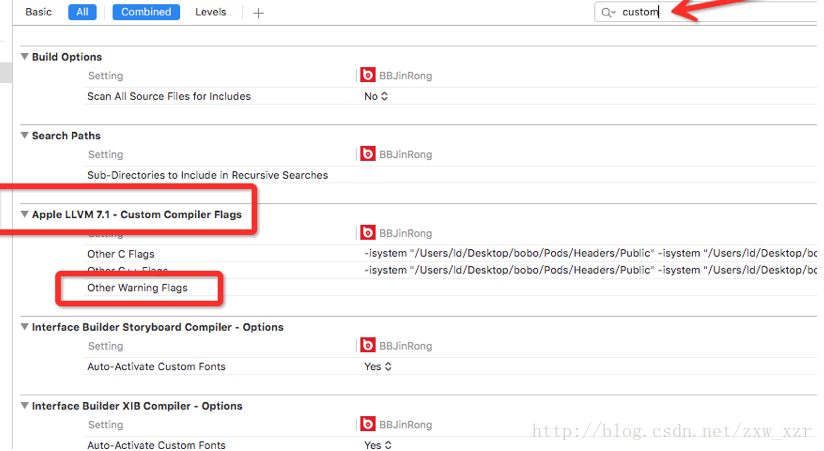 Basic All Combined Levels + custom
Build Options
Setting BBJinRong
Scan All Source Files for Includes No
Search Paths
Setting BBJinRong
Sub-Directories to Include in Recursive Searches
Apple LLVM 7.1 - Custom Compiler Flags
Setting BBJinRong
Other C Flags -isystem "/Users/ld/Desktop/bobo/Pods/Headers/Public" -isystem "/Users/ld/Desktop/bo
Other C++ Flags -isystem "/Users/ld/Desktop/bobo/Pods/Headers/Public" -isystem "/Users/ld/Desktop/bo
Other Warning Flags
Interface Builder Storyboard Compiler - Options
Setting BBJinRong
Auto-Activate Custom Fonts Yes
Interface Builder XIB Compiler - Options
Setting BBJinRong
Auto-Activate Custom Fonts Yes
http://blog.csdn.net/zxw_xzr